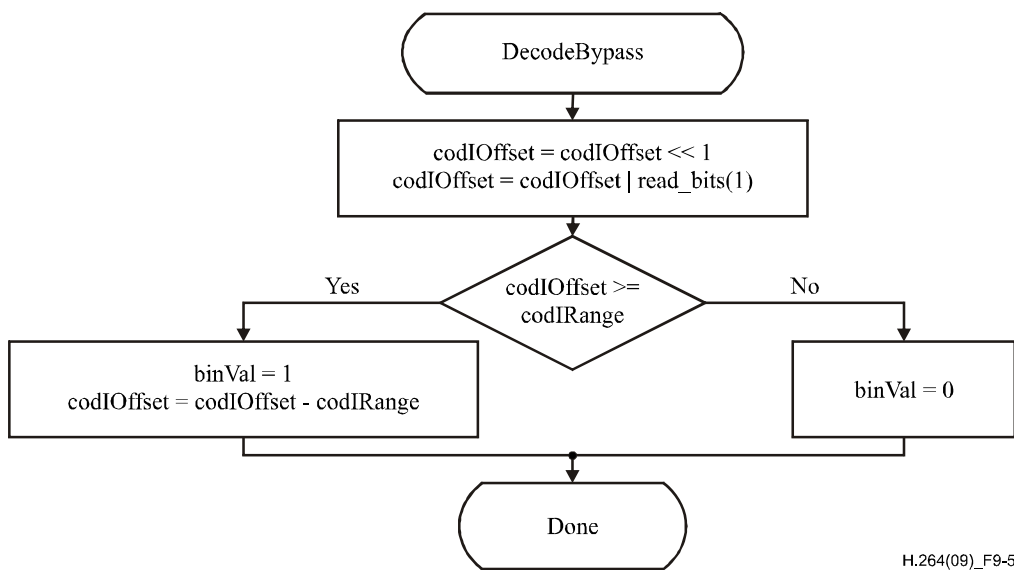 DecodeBypass
codIOffset = codIOffset << 1
codIOffset = codIOffset | read_bits(1)
Yes
codIOffset >=
codIRange
No
binVal = 1
codIOffset = codIOffset - codIRange
binVal = 0
Done
H.264(09)_F9-5